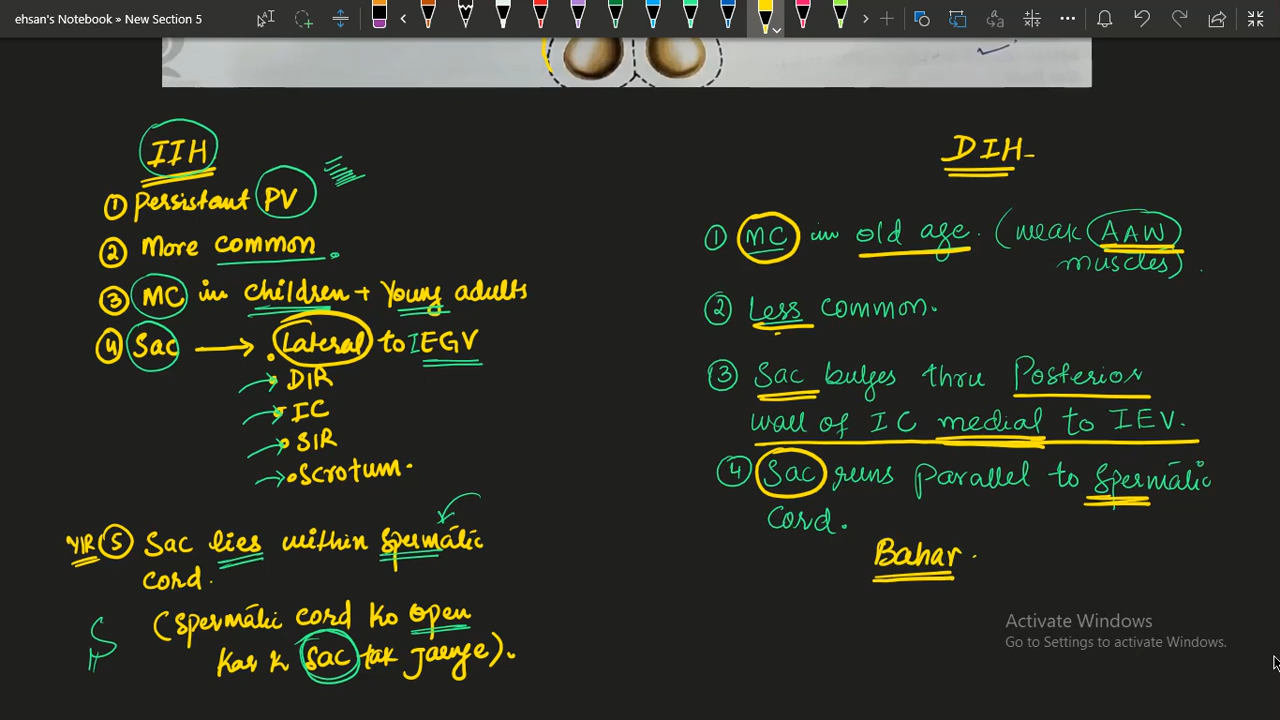 ehsan's Notebook » New Section 5
IIH
① Persistant PV
② More common.
③ MC in children + Young adults
④ Sac → Lateral to IEGV
• DIR
• IC
• SIR
• Scrotum.
YIR ⑤ Sac lies within spermātic
cord.
(spermātic cord ko open
kar k sac tak jaenge).
DIH-
① MC in old age. (weak AAW
muscles).
② Less common.
③ Sac bulges thru Posterior
wall of IC medial to IEV.
④ Sac runs parallel to spermātic
cord.
Bahar.
Activate Windows
Go to Settings to activate Windows.